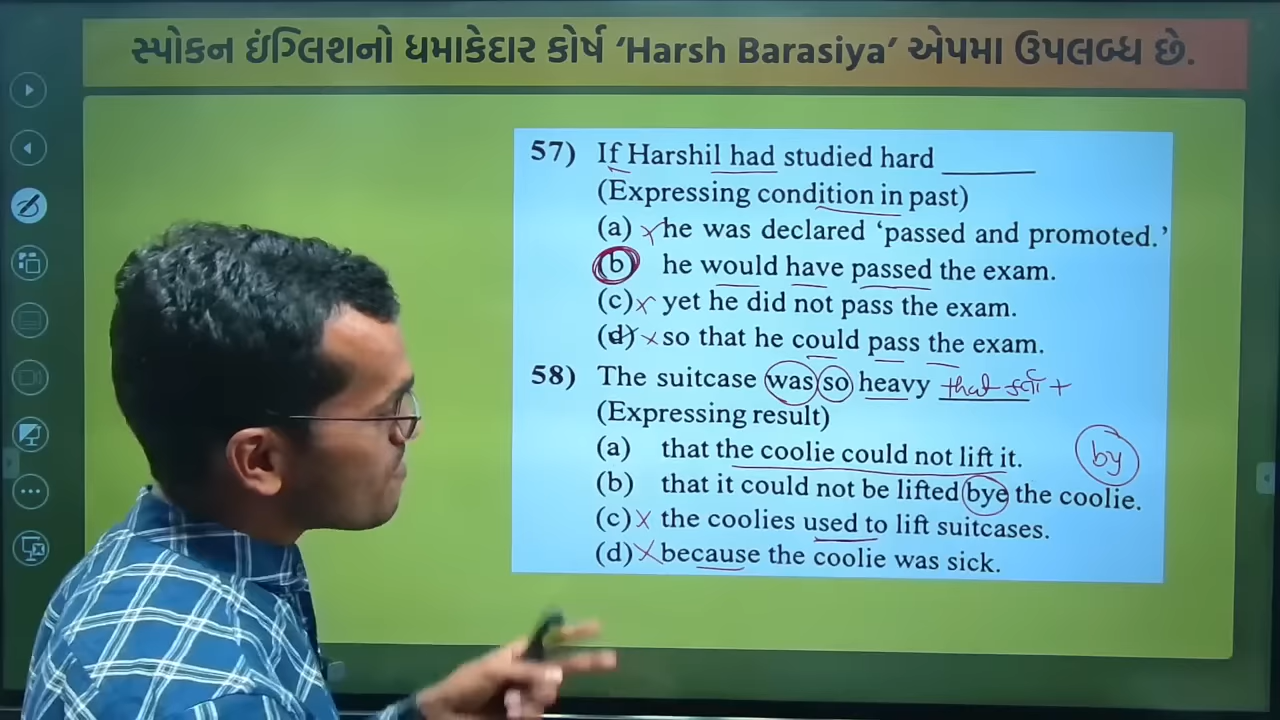 સ્પોકન ઇંગ્લિશનો ધમાકેદાર કોર્ષ ‘Harsh Barasiya’ એપમા ઉપલબ્ધ છે.
57) If Harshil had studied hard ______
(Expressing condition in past)
(a) he was declared ‘passed and promoted.’
(b) he would have passed the exam.
(c) yet he did not pass the exam.
(d) so that he could pass the exam.
58) The suitcase was so heavy that કર્તા +
(Expressing result)
(a) that the coolie could not lift it.
by
(b) that it could not be lifted bye the coolie.
(c) the coolies used to lift suitcases.
(d) because the coolie was sick.